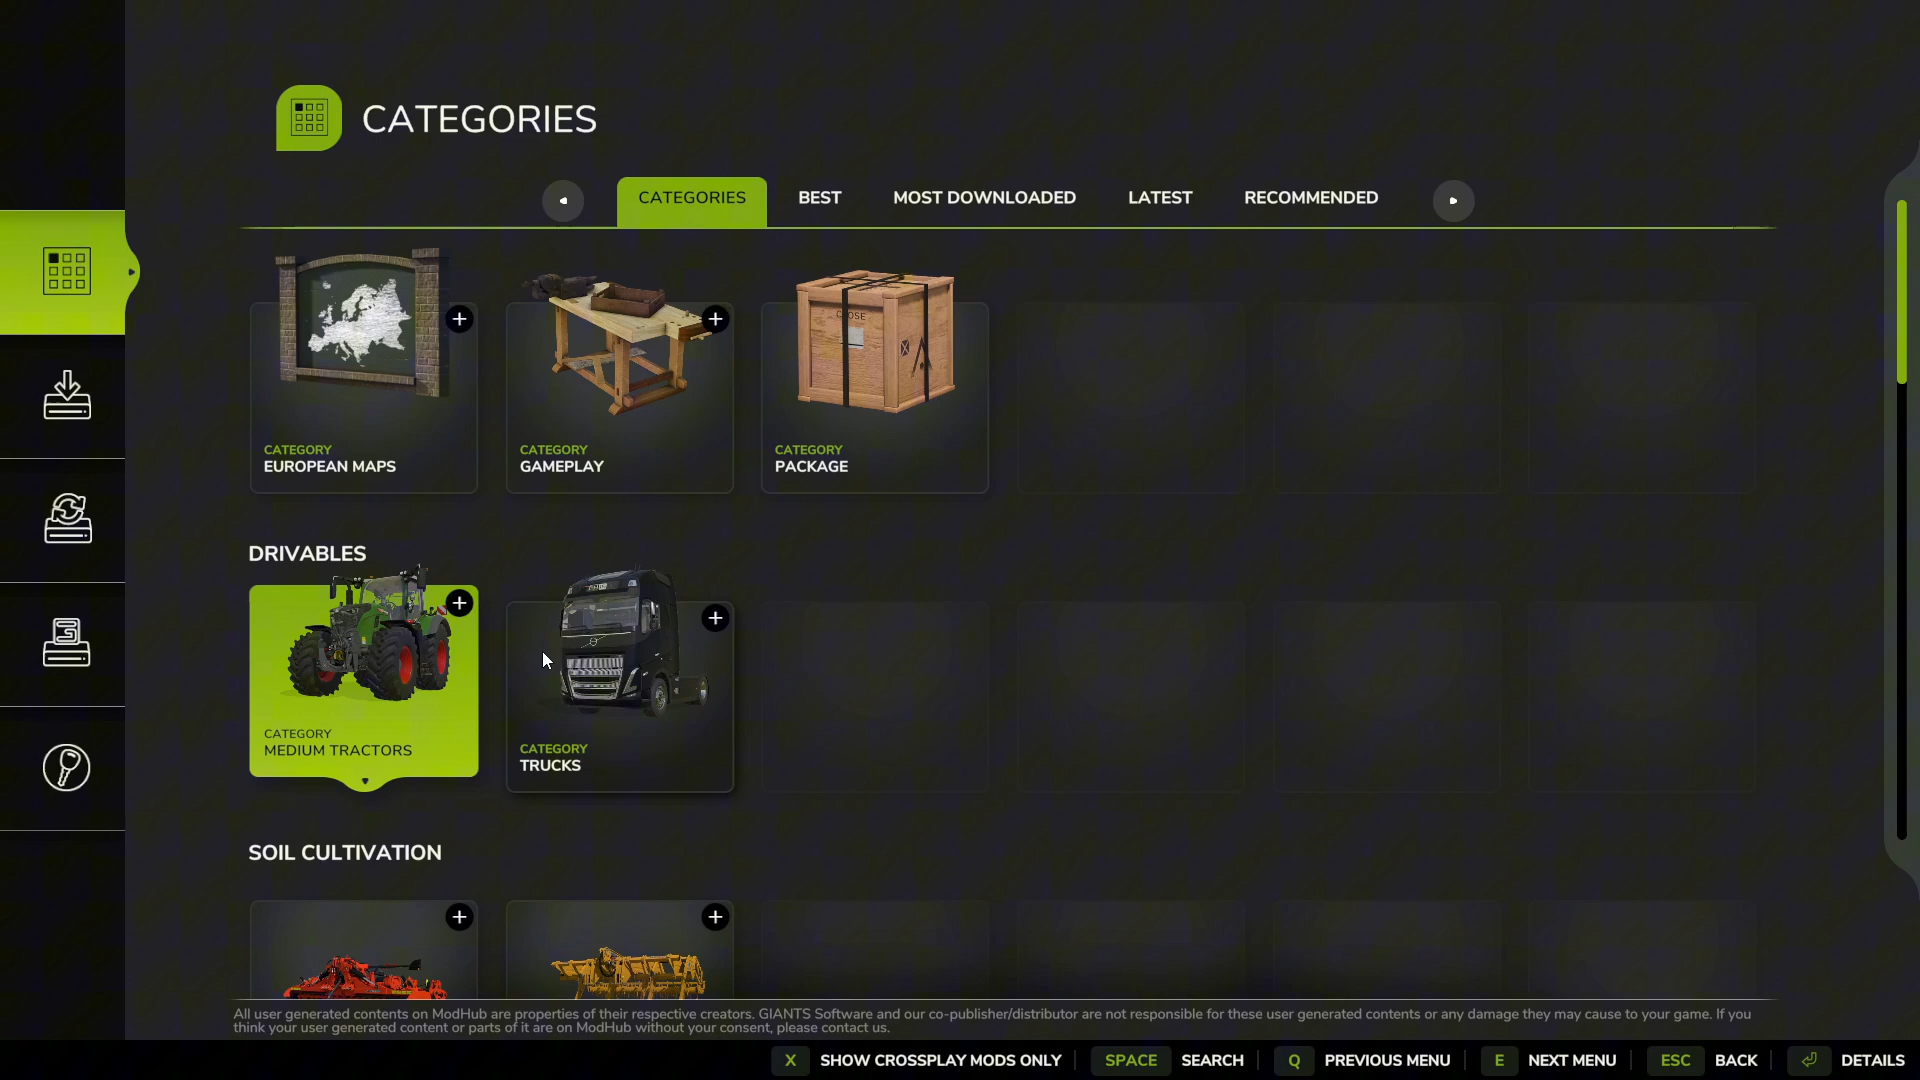 CATEGORIES
CATEGORIES BEST MOST DOWNLOADED LATEST RECOMMENDED
CATEGORY
EUROPEAN MAPS
CATEGORY
GAMEPLAY
CATEGORY
PACKAGE
DRIVABLES
CATEGORY
MEDIUM TRACTORS
CATEGORY
TRUCKS
SOIL CULTIVATION
All user generated contents on ModHub are properties of their respective creators. GIANTS Software and our co-publisher/distributor are not responsible for these user generated contents or any damage they may cause to your game. If you
think your user generated content or parts of it are on ModHub without your consent, please contact us.
X SHOW CROSSPLAY MODS ONLY SPACE SEARCH Q PREVIOUS MENU E NEXT MENU ESC BACK DETAILS